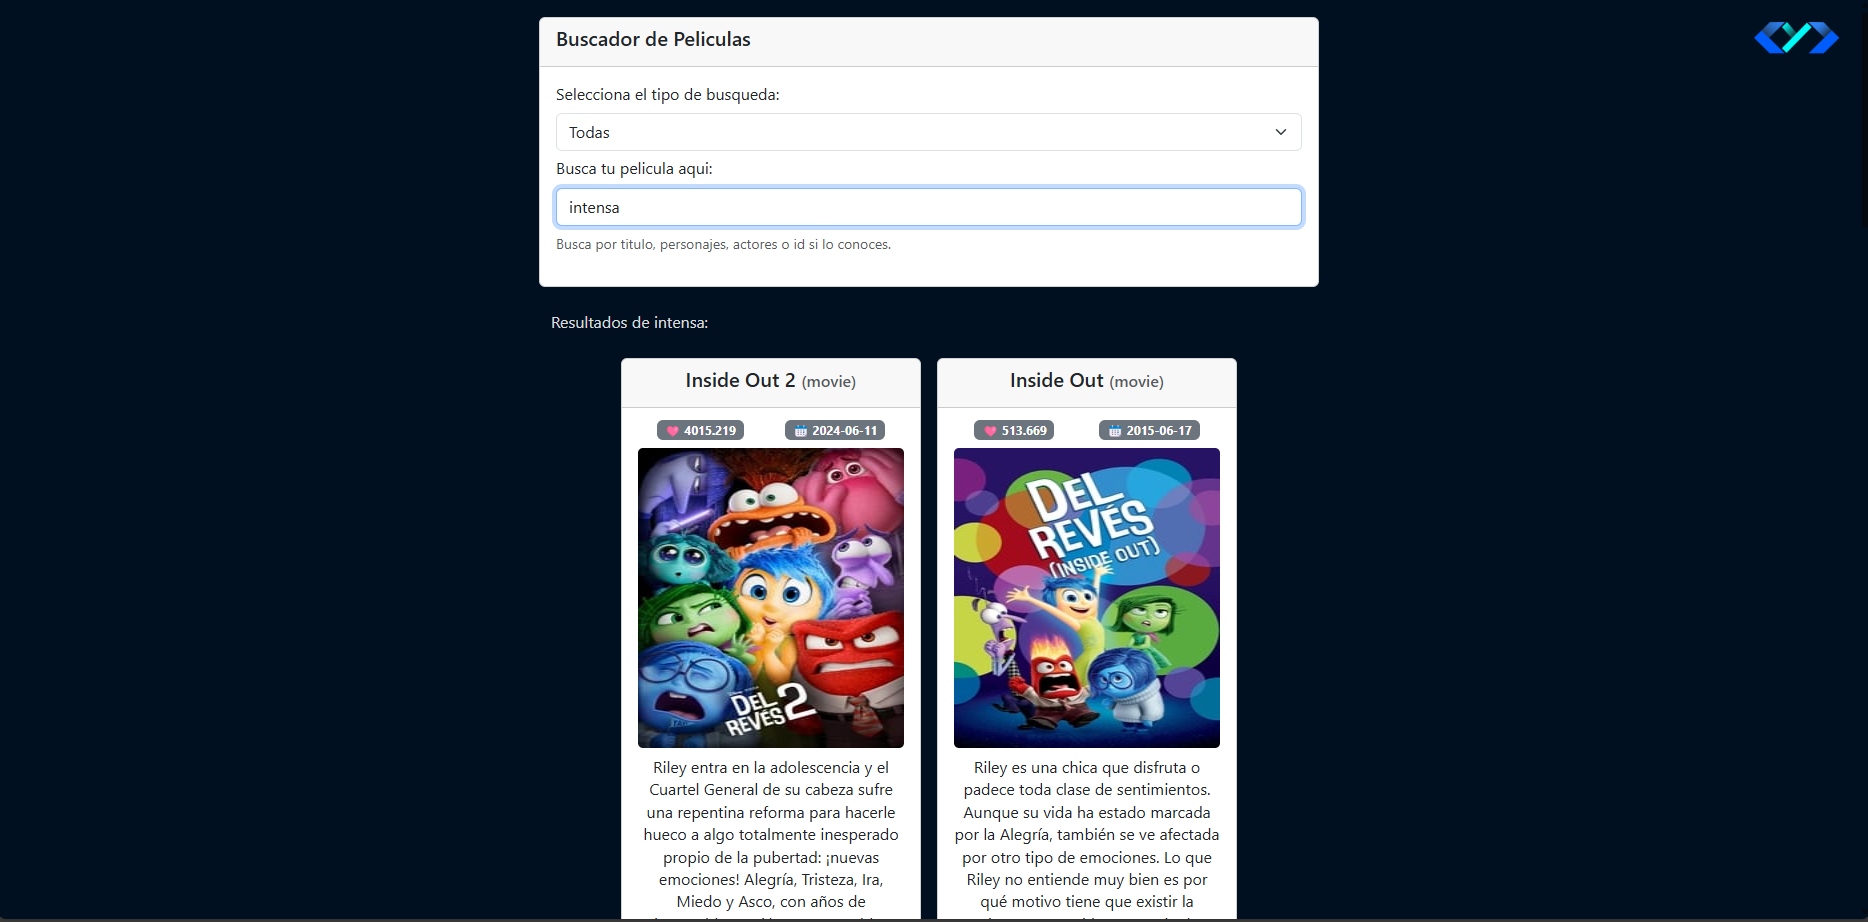 Buscador de Peliculas
Selecciona el tipo de busqueda:
Todas
Busca tu pelicula aqui:
intensa
Busca por titulo, personajes, actores o id si lo conoces.
Resultados de intensa:
Inside Out 2 (movie)
4015.219 2024-06-11
DEL
REVÉS 2
Riley entra en la adolescencia y el
Cuartel General de su cabeza sufre
una repentina reforma para hacerle
hueco a algo totalmente inesperado
propio de la pubertad: ¡nuevas
emociones! Alegría, Tristeza, Ira,
Miedo y Asco, con años de
Inside Out (movie)
513.669 2015-06-17
DEL
REVÉS
(INSIDE OUT)
Riley es una chica que disfruta o
padece toda clase de sentimientos.
Aunque su vida ha estado marcada
por la Alegría, también se ve afectada
por otro tipo de emociones. Lo que
Riley no entiende muy bien es por
qué motivo tiene que existir la